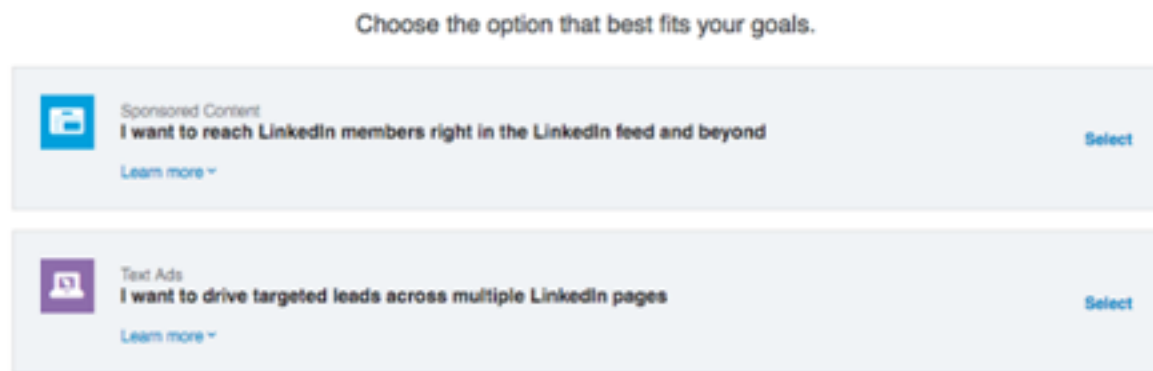 Choose the option that best fits your goals.
Sponsored Content
I want to reach LinkedIn members right in the LinkedIn feed and beyond
Select
Learn more
Text Ads
I want to drive targeted leads across multiple LinkedIn pages
Select
Learn more